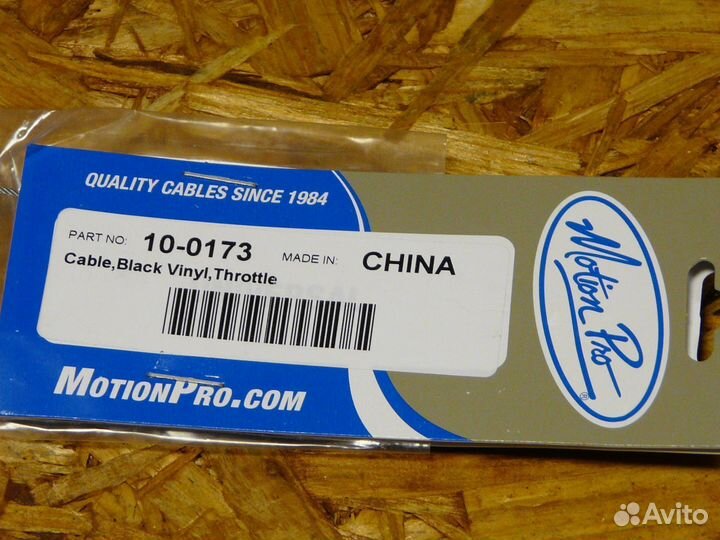 QUALITY CABLES SINCE 1984
PART NO: 10-0173 MADE IN: CHINA
Cable,Black Vinyl,Throttle
MOTIONPRO.COM
Motion Pro
®
Avito